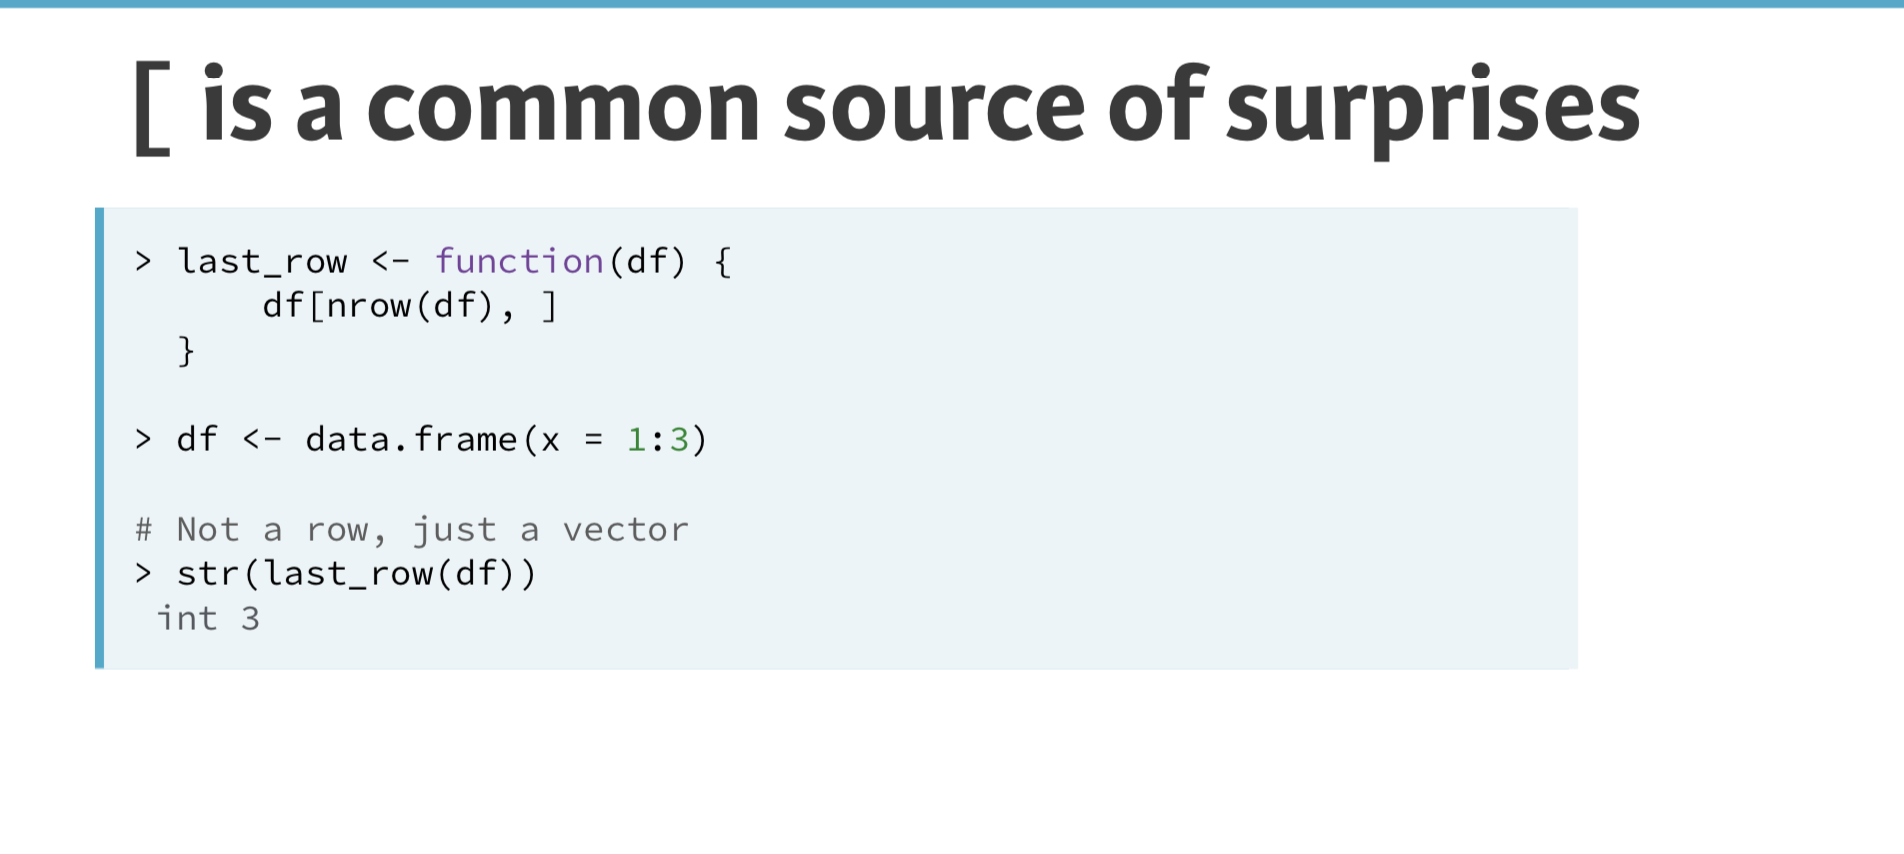 [ is a common source of surprises
> last_row <- function(df) {
      df[nrow(df), ]
  }
> df <- data.frame(x = 1:3)
# Not a row, just a vector
> str(last_row(df))
 int 3